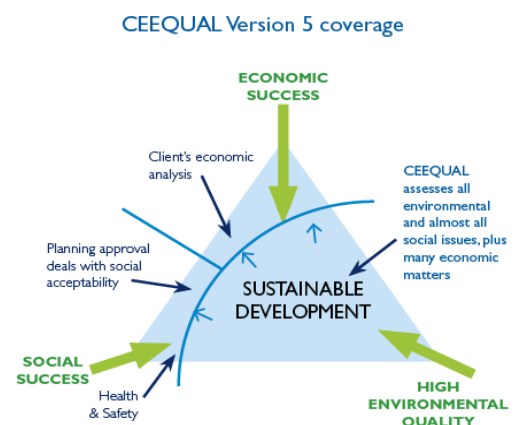 CEEQUAL Version 5 coverage
ECONOMIC
SUCCESS
Client's economic
analysis
CEEQUAL
assesses all
environmental
and almost all
social issues, plus
many economic
matters
Planning approval
deals with social
acceptability
SUSTAINABLE
DEVELOPMENT
SOCIAL
SUCCESS
Health
& Safety
HIGH
ENVIRONMENTAL
QUALITY